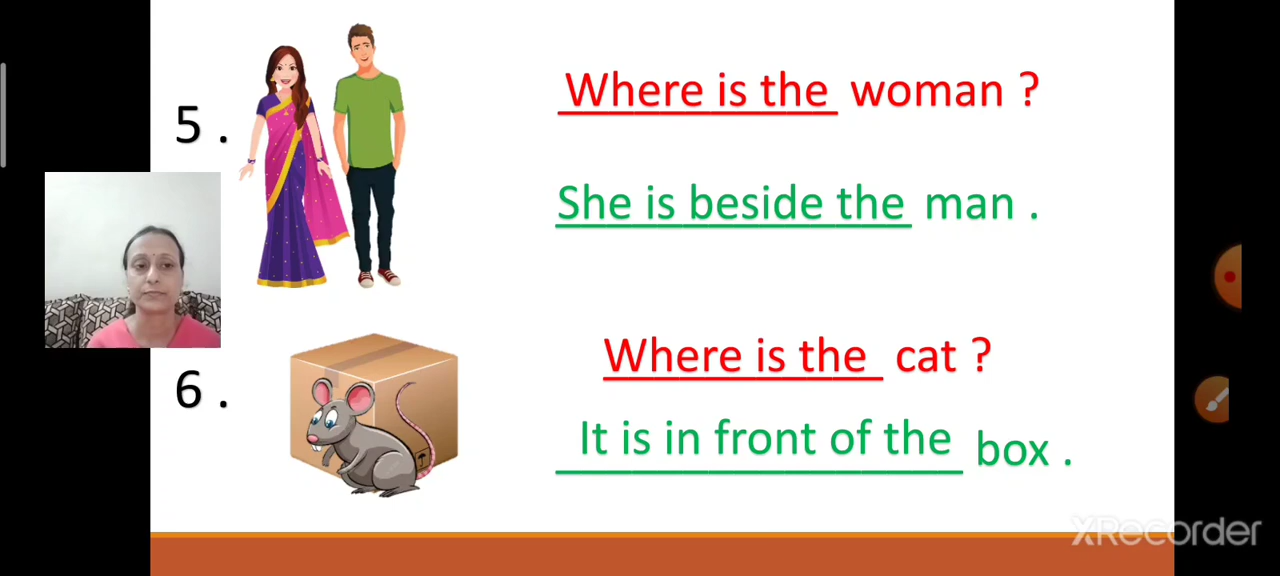 5 .
Where is the woman ?
She is beside the man .
6 .
Where is the cat ?
It is in front of the box .
XRecorder